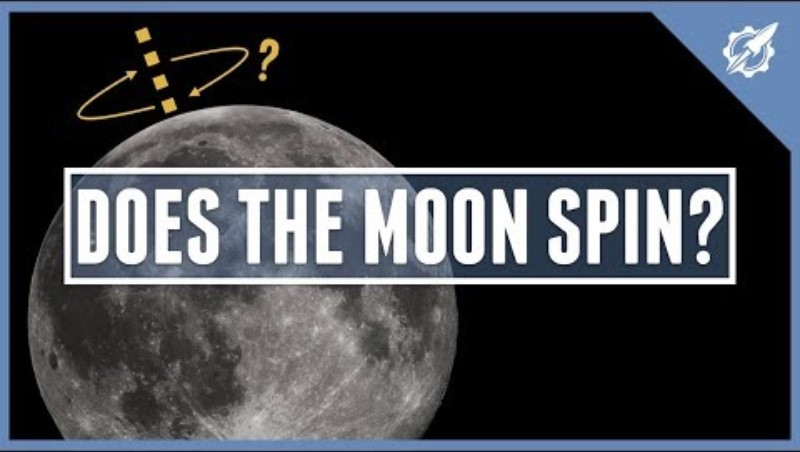 ?
DOES THE MOON SPIN?